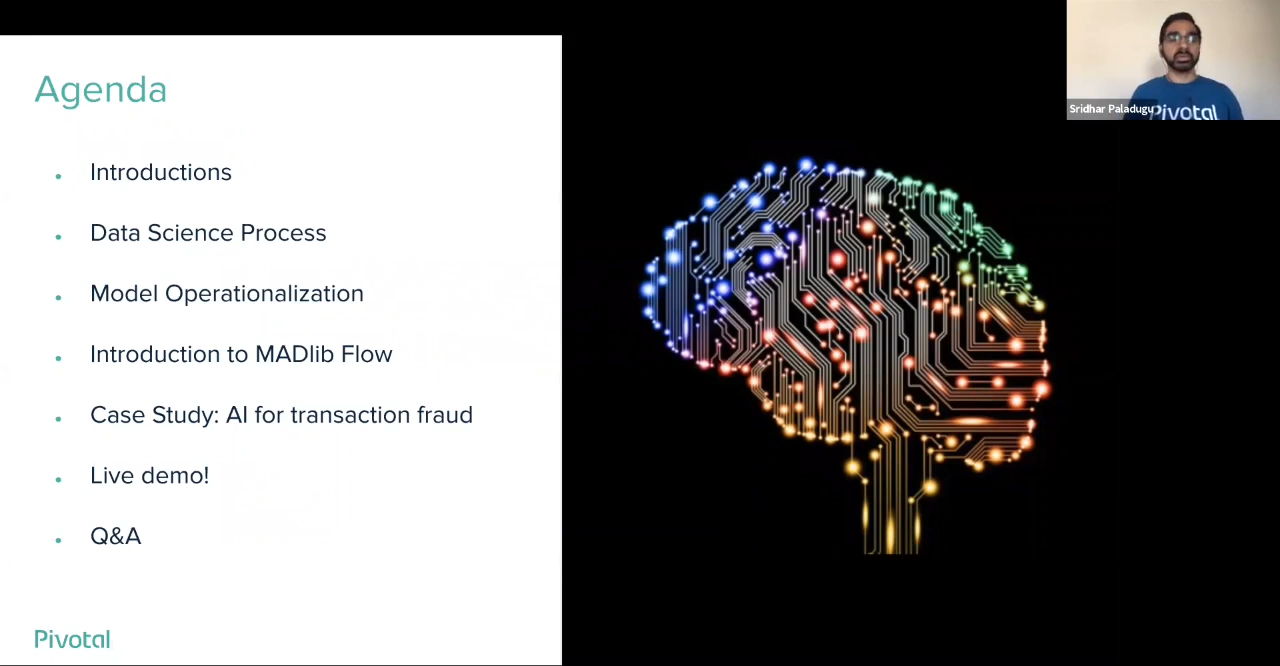 Agenda
Introductions
Data Science Process
Model Operationalization
Introduction to MADlib Flow
Case Study: AI for transaction fraud
Live demo!
Q&A
Pivotal
Sridhar Paladugu
Pivotal